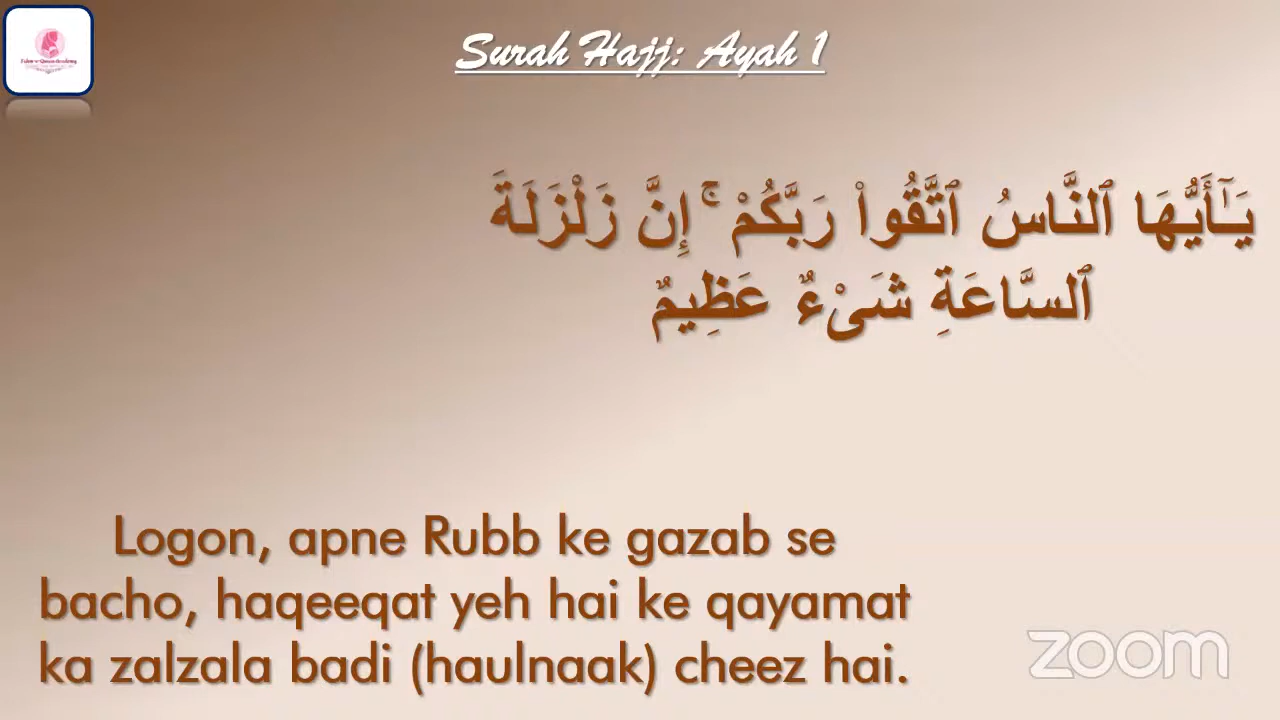 Surah Hajj: Ayah 1
يَـٰٓأَيُّهَا ٱلنَّاسُ ٱتَّقُوا۟ رَبَّكُمْ ۚ إِنَّ زَلْزَلَةَ
ٱلسَّاعَةِ شَىْءٌ عَظِيمٌ
Logon, apne Rubb ke gazab se
bacho, haqeeqat yeh hai ke qayamat
ka zalzala badi (haulnaak) cheez hai.
zoom